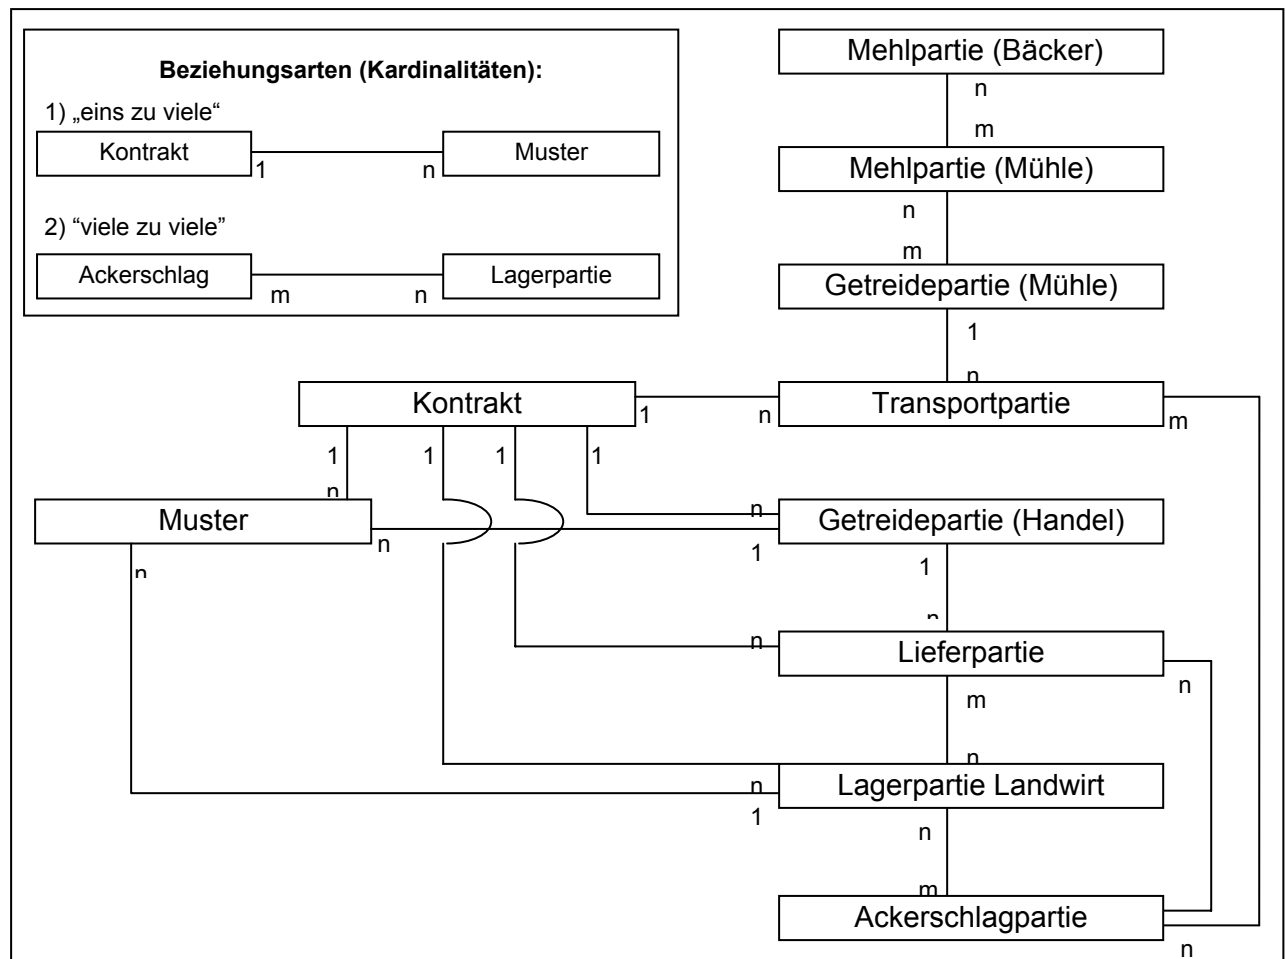 Beziehungsarten (Kardinalitäten):
1) „eins zu viele“
Kontrakt
Muster
1
n
2) “viele zu viele”
Ackerschlag
Lagerpartie
m
n
Mehlpartie (Bäcker)
n
m
Mehlpartie (Mühle)
n
m
Getreidepartie (Mühle)
1
n
Kontrakt
Transportpartie
1
n
m
1
1
1
1
n
Muster
Getreidepartie (Handel)
n
n
1
n
1
n
Lieferpartie
n
n
m
n
Lagerpartie Landwirt
n
1
n
m
Ackerschlagpartie
n